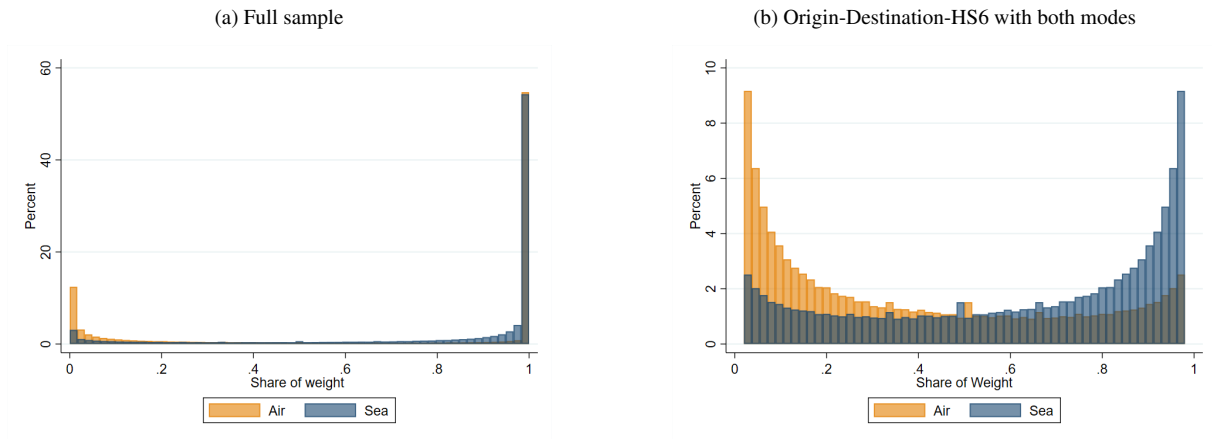 (a) Full sample
60
40
20
0
Percent
0 .2 .4 .6 .8 1
Share of weight
Air Sea
(b) Origin-Destination-HS6 with both modes
10
8
6
4
2
0
Percent
0 .2 .4 .6 .8 1
Share of Weight
Air Sea